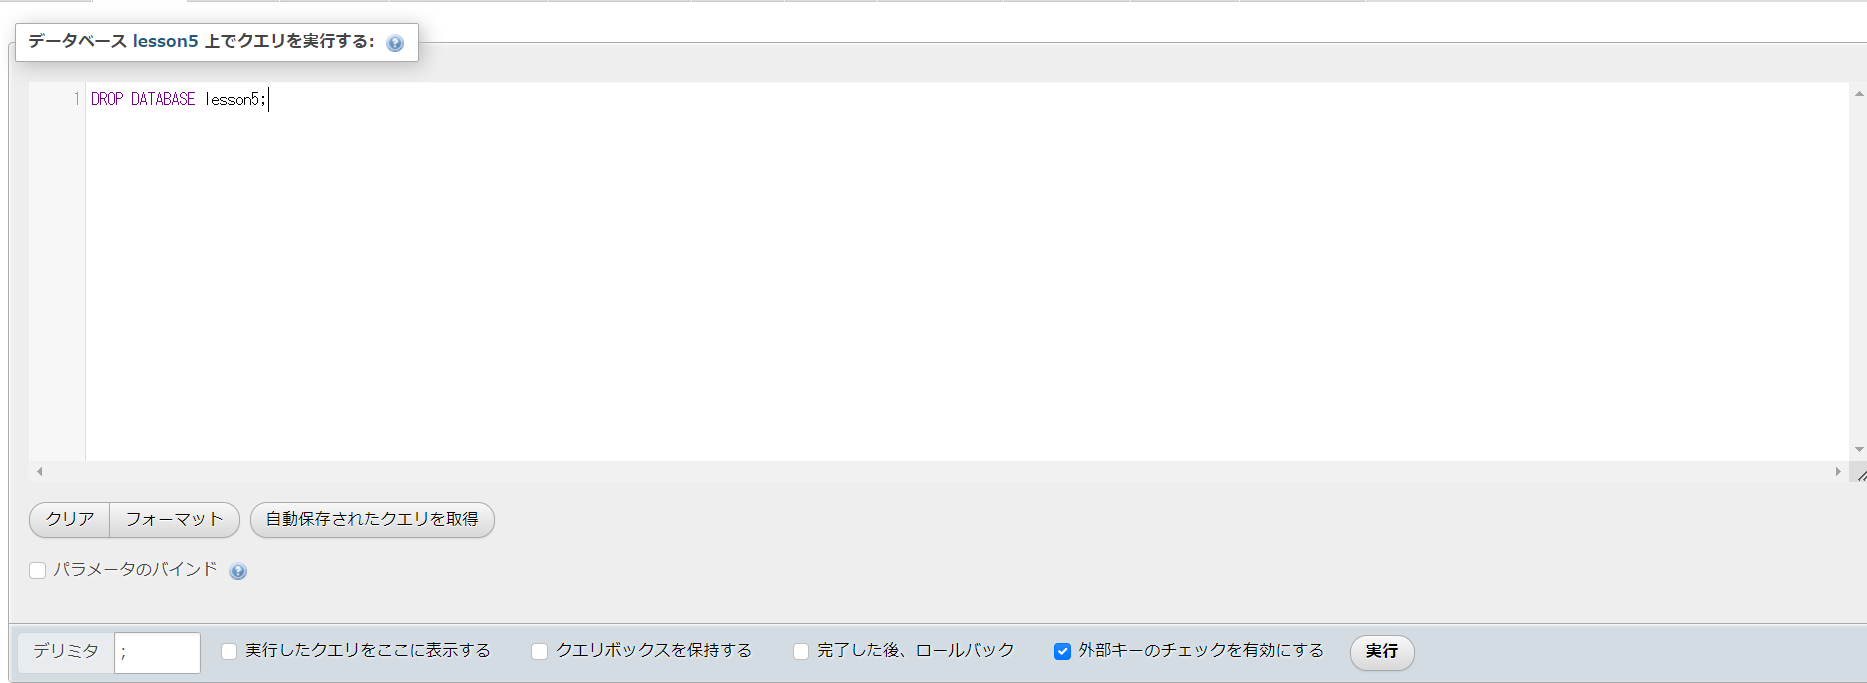 データベース lesson5 上でクエリを実行する:
1 DROP DATABASE lesson5;
クリア フォーマット 自動保存されたクエリを取得
パラメータのバインド
デリミタ ; 実行したクエリをここに表示する クエリボックスを保持する 完了した後、ロールバック 外部キーのチェックを有効にする 実行